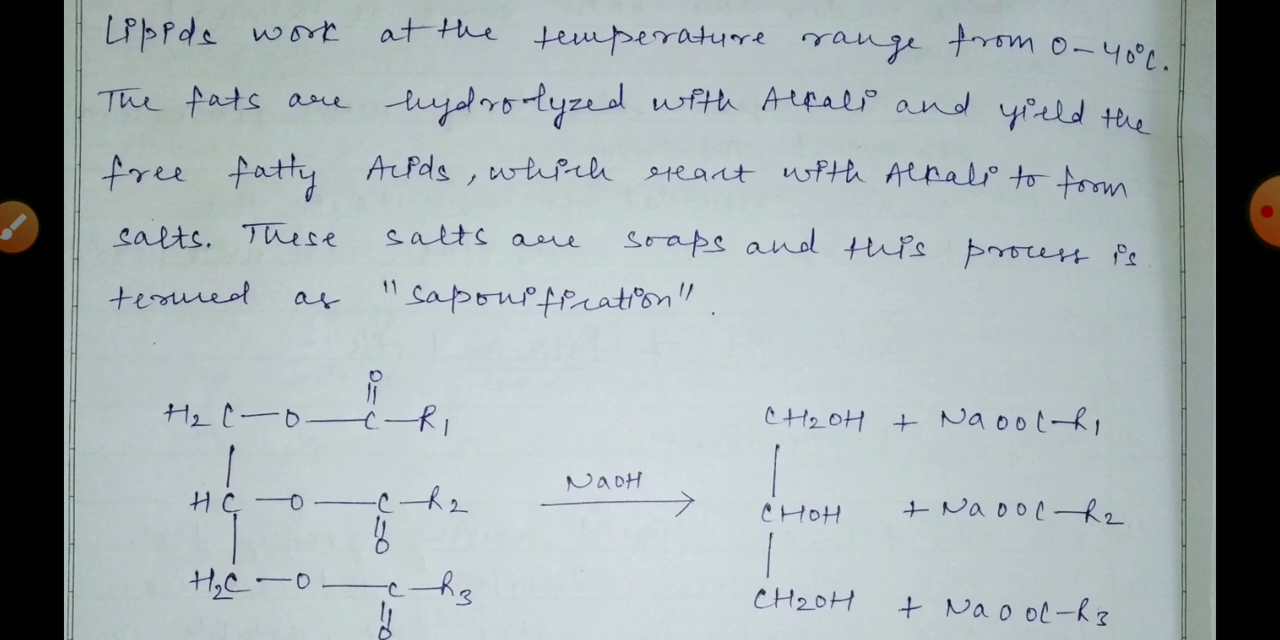 Lipids work at the temperature range from 0-40°C.
The fats are hydrolyzed with Alkali and yield the
free fatty Acids, which react with Alkali to form
salts. These salts are soaps and this process is
termed as "saponification".
O
||
H2C—O—C—R1 CH2OH + NaOOC—R1
|
HC—O—C—R2 NaOH CHOH + NaOOC—R2
||
O
H2C—O—C—R3 CH2OH + NaOOC—R3
||
O